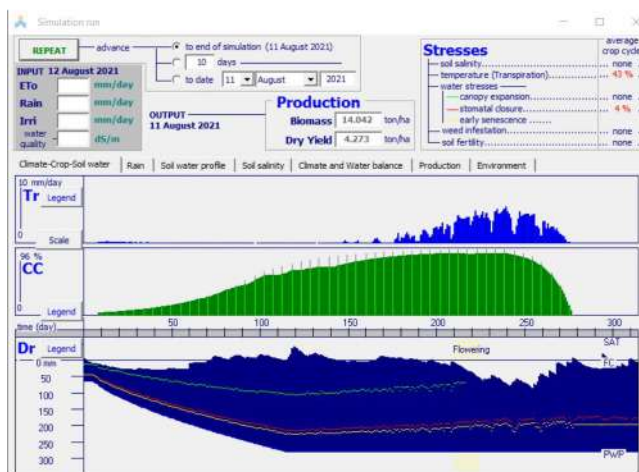 Simulation run
REPEAT
advance
to end of simulation (11 August 2021)
10 days
to date 11 August 2021
INPUT 12 August 2021
ETo mm/day
Rain mm/day
Irri mm/day
water quality dS/m
OUTPUT
11 August 2021
Production
Biomass 14.042 ton/ha
Dry Yield 4.273 ton/ha
Stresses
average
crop cycle
soil salinity none
temperature (Transpiration) 43 %
water stresses
canopy expansion none
stomatal closure 4 %
early senescence
weed infestation none
soil fertility none
Climate-Crop-Soil water Rain Soil water profile Soil salinity Climate and Water balance Production Environment
10 mm/day
Tr Legend
0 Scale
96 %
CC
0 Legend
time (day) 50 100 150 200 250 300
Dr Legend
Flowering
SAT
0 mm
FC
50
100
150
200
250
300
PWP